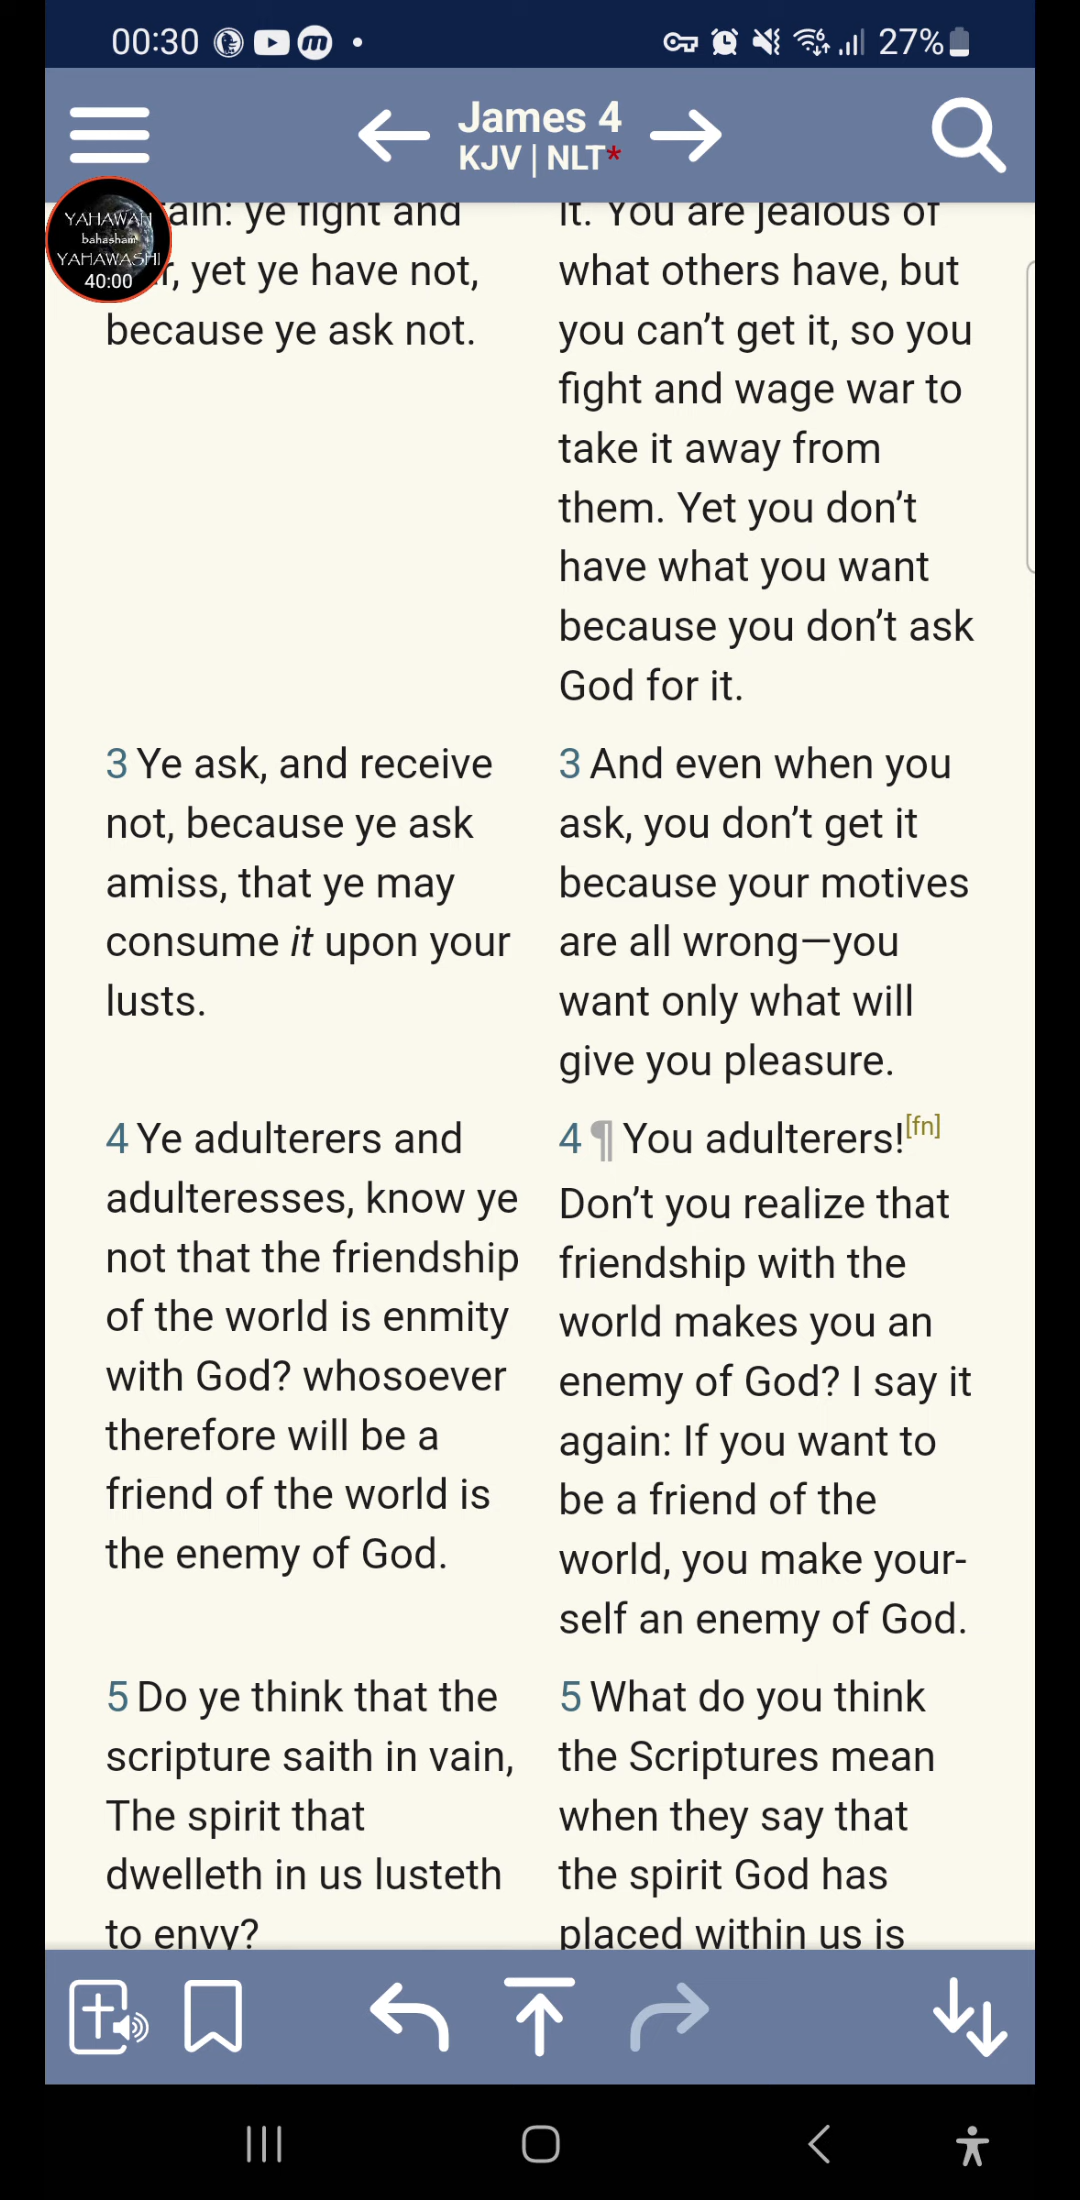 00:30
27%
James 4
KJV | NLT*
YAHAWAH
bahasham
YAHAWASHI
40:00
ye fight and
yet ye have not,
because ye ask not.
it. You are jealous of
what others have, but
you can’t get it, so you
fight and wage war to
take it away from
them. Yet you don’t
have what you want
because you don’t ask
God for it.
3 Ye ask, and receive
not, because ye ask
amiss, that ye may
consume it upon your
lusts.
3 And even when you
ask, you don’t get it
because your motives
are all wrong—you
want only what will
give you pleasure.
4 Ye adulterers and
adulteresses, know ye
not that the friendship
of the world is enmity
with God? whosoever
therefore will be a
friend of the world is
the enemy of God.
4 ¶ You adulterers![fn]
Don’t you realize that
friendship with the
world makes you an
enemy of God? I say it
again: If you want to
be a friend of the
world, you make your-
self an enemy of God.
5 Do ye think that the
scripture saith in vain,
The spirit that
dwelleth in us lusteth
to envy?
5 What do you think
the Scriptures mean
when they say that
the spirit God has
placed within us is